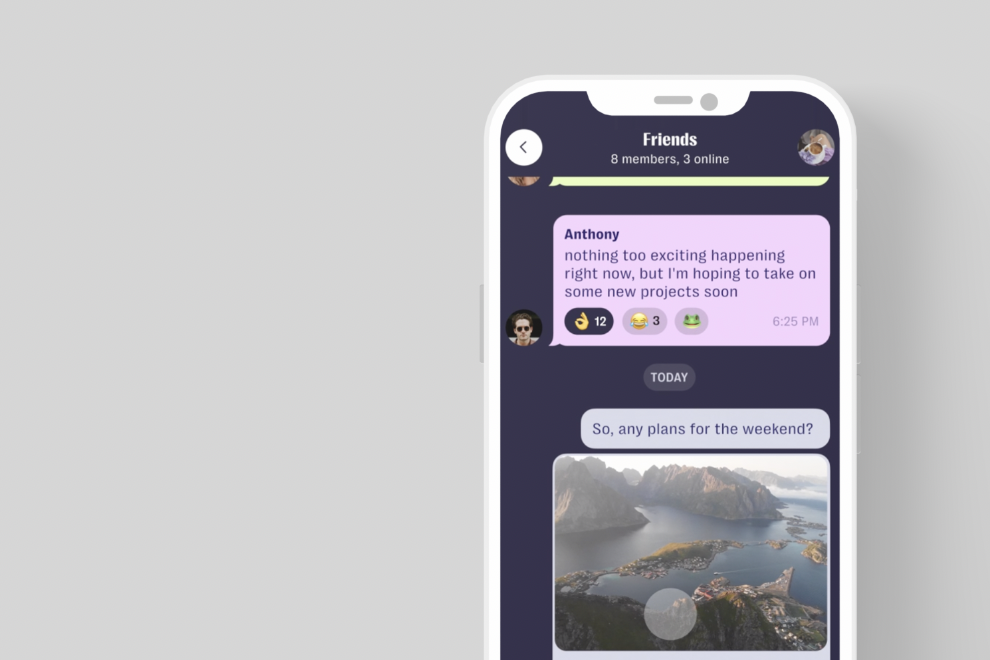 Friends
8 members, 3 online
Anthony
nothing too exciting happening
right now, but I'm hoping to take on
some new projects soon
👌 12 😂 3 🐸 6:25 PM
TODAY
So, any plans for the weekend?